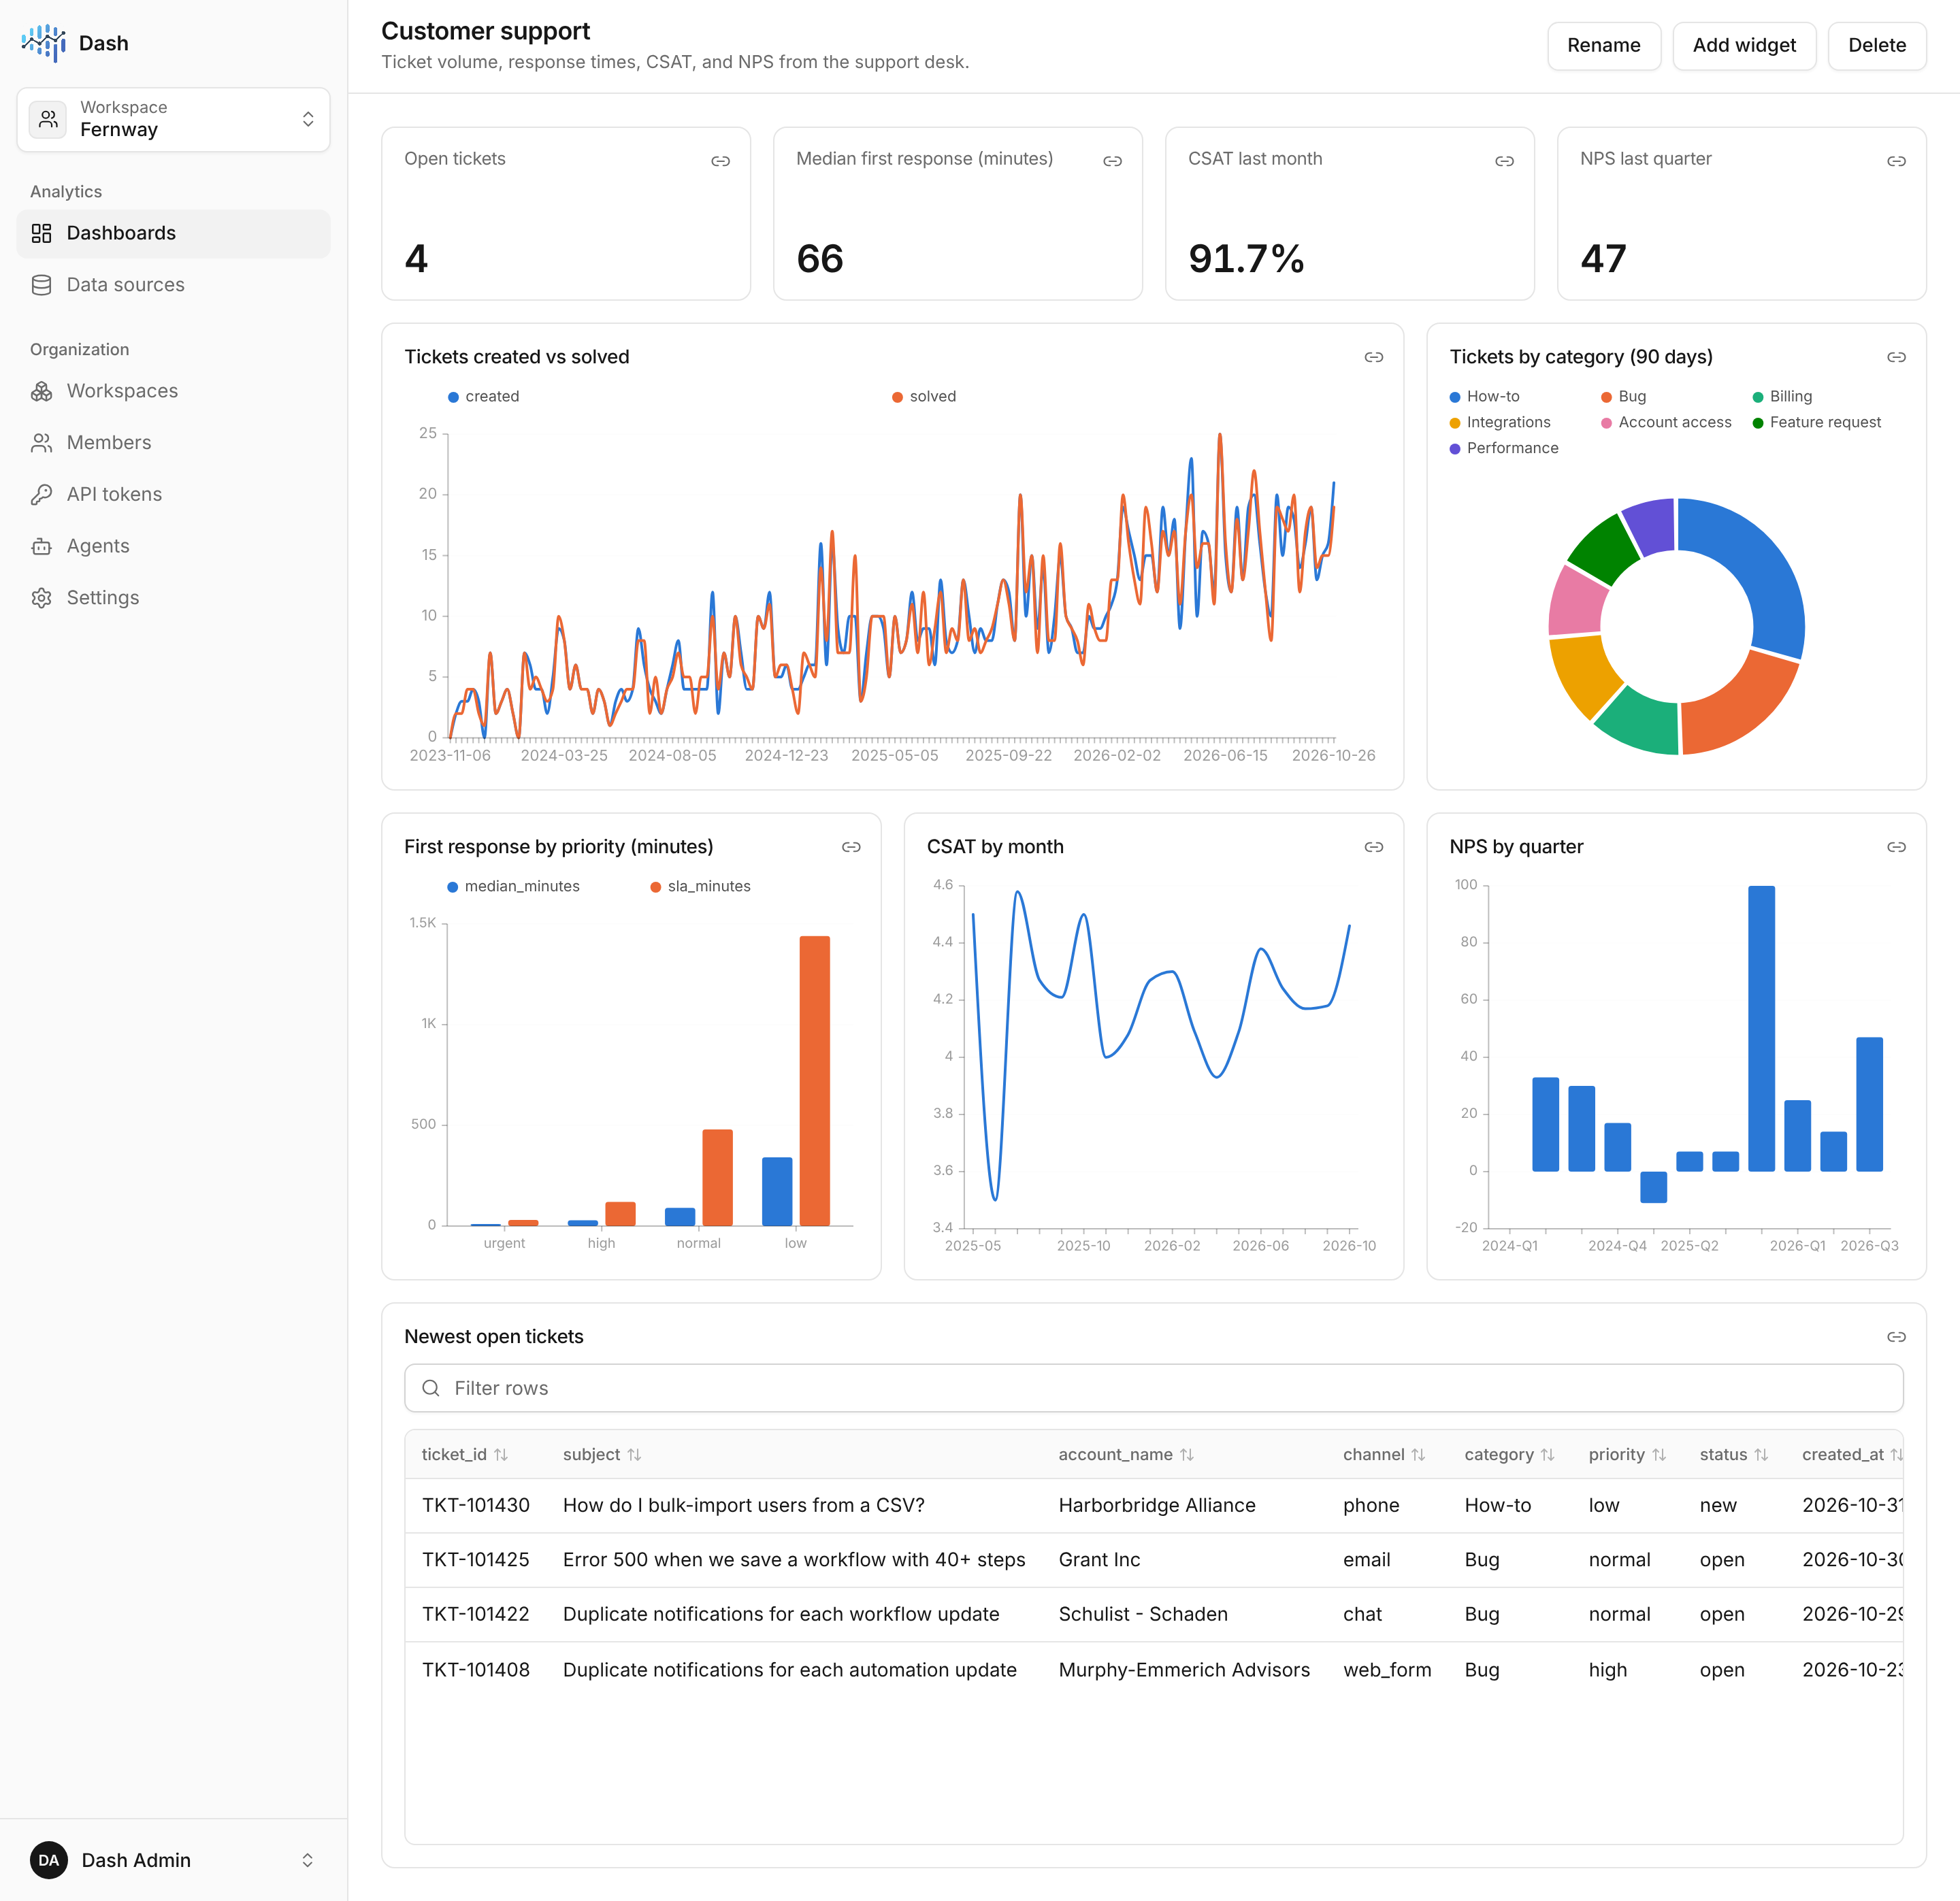 Dash
Workspace
Fernway
Analytics
Dashboards
Data sources
Organization
Workspaces
Members
API tokens
Agents
Settings
DA Dash Admin
Customer support
Ticket volume, response times, CSAT, and NPS from the support desk.
Rename Add widget Delete
Open tickets
4
Median first response (minutes)
66
CSAT last month
91.7%
NPS last quarter
47
Tickets created vs solved
created solved
25
20
15
10
5
0
2023-11-06 2024-03-25 2024-08-05 2024-12-23 2025-05-05 2025-09-22 2026-02-02 2026-06-15 2026-10-26
Tickets by category (90 days)
How-to Bug Billing
Integrations Account access Feature request
Performance
First response by priority (minutes)
median_minutes sla_minutes
1.5K
1K
500
0
urgent high normal low
CSAT by month
4.6
4.4
4.2
4
3.8
3.6
3.4
2025-05 2025-10 2026-02 2026-06 2026-10
NPS by quarter
100
80
60
40
20
0
-20
2024-Q1 2024-Q4 2025-Q2 2026-Q1 2026-Q3
Newest open tickets
Filter rows
ticket_id subject account_name channel category priority status created_at
TKT-101430 How do I bulk-import users from a CSV? Harborbridge Alliance phone How-to low new 2026-10-31
TKT-101425 Error 500 when we save a workflow with 40+ steps Grant Inc email Bug normal open 2026-10-30
TKT-101422 Duplicate notifications for each workflow update Schulist - Schaden chat Bug normal open 2026-10-29
TKT-101408 Duplicate notifications for each automation update Murphy-Emmerich Advisors web_form Bug high open 2026-10-23